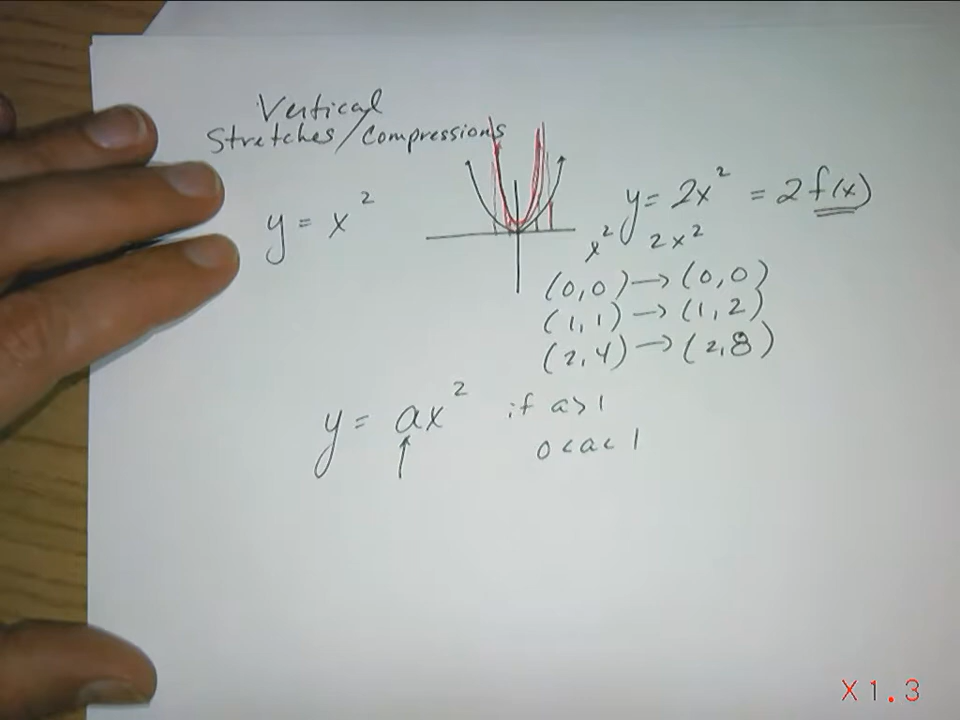 Vertical
Stretches/Compressions
y = x²
y = 2x² = 2f(x)
x² 2x²
(0,0) → (0,0)
(1,1) → (1,2)
(2,4) → (2,8)
y = ax² if a>1
0<a<1
X1.3